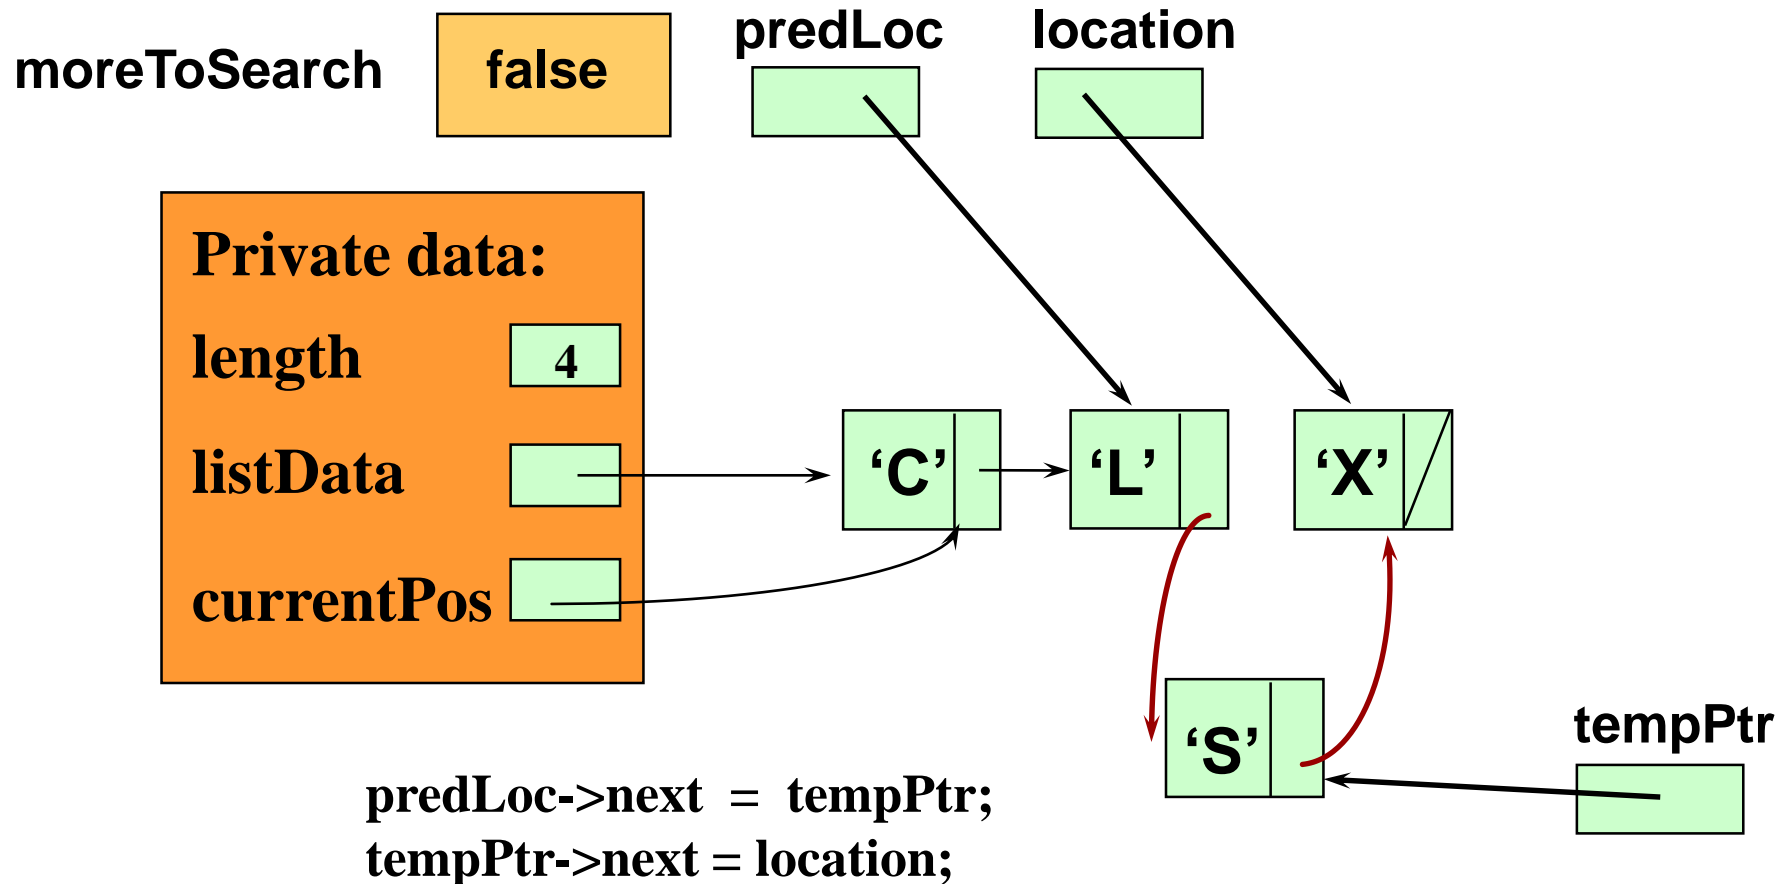 predLoc location
moreToSearch false
Private data:
length 4
listData ‘C’ ‘L’ ‘X’
currentPos
‘S’ tempPtr
predLoc->next = tempPtr;
tempPtr->next = location;